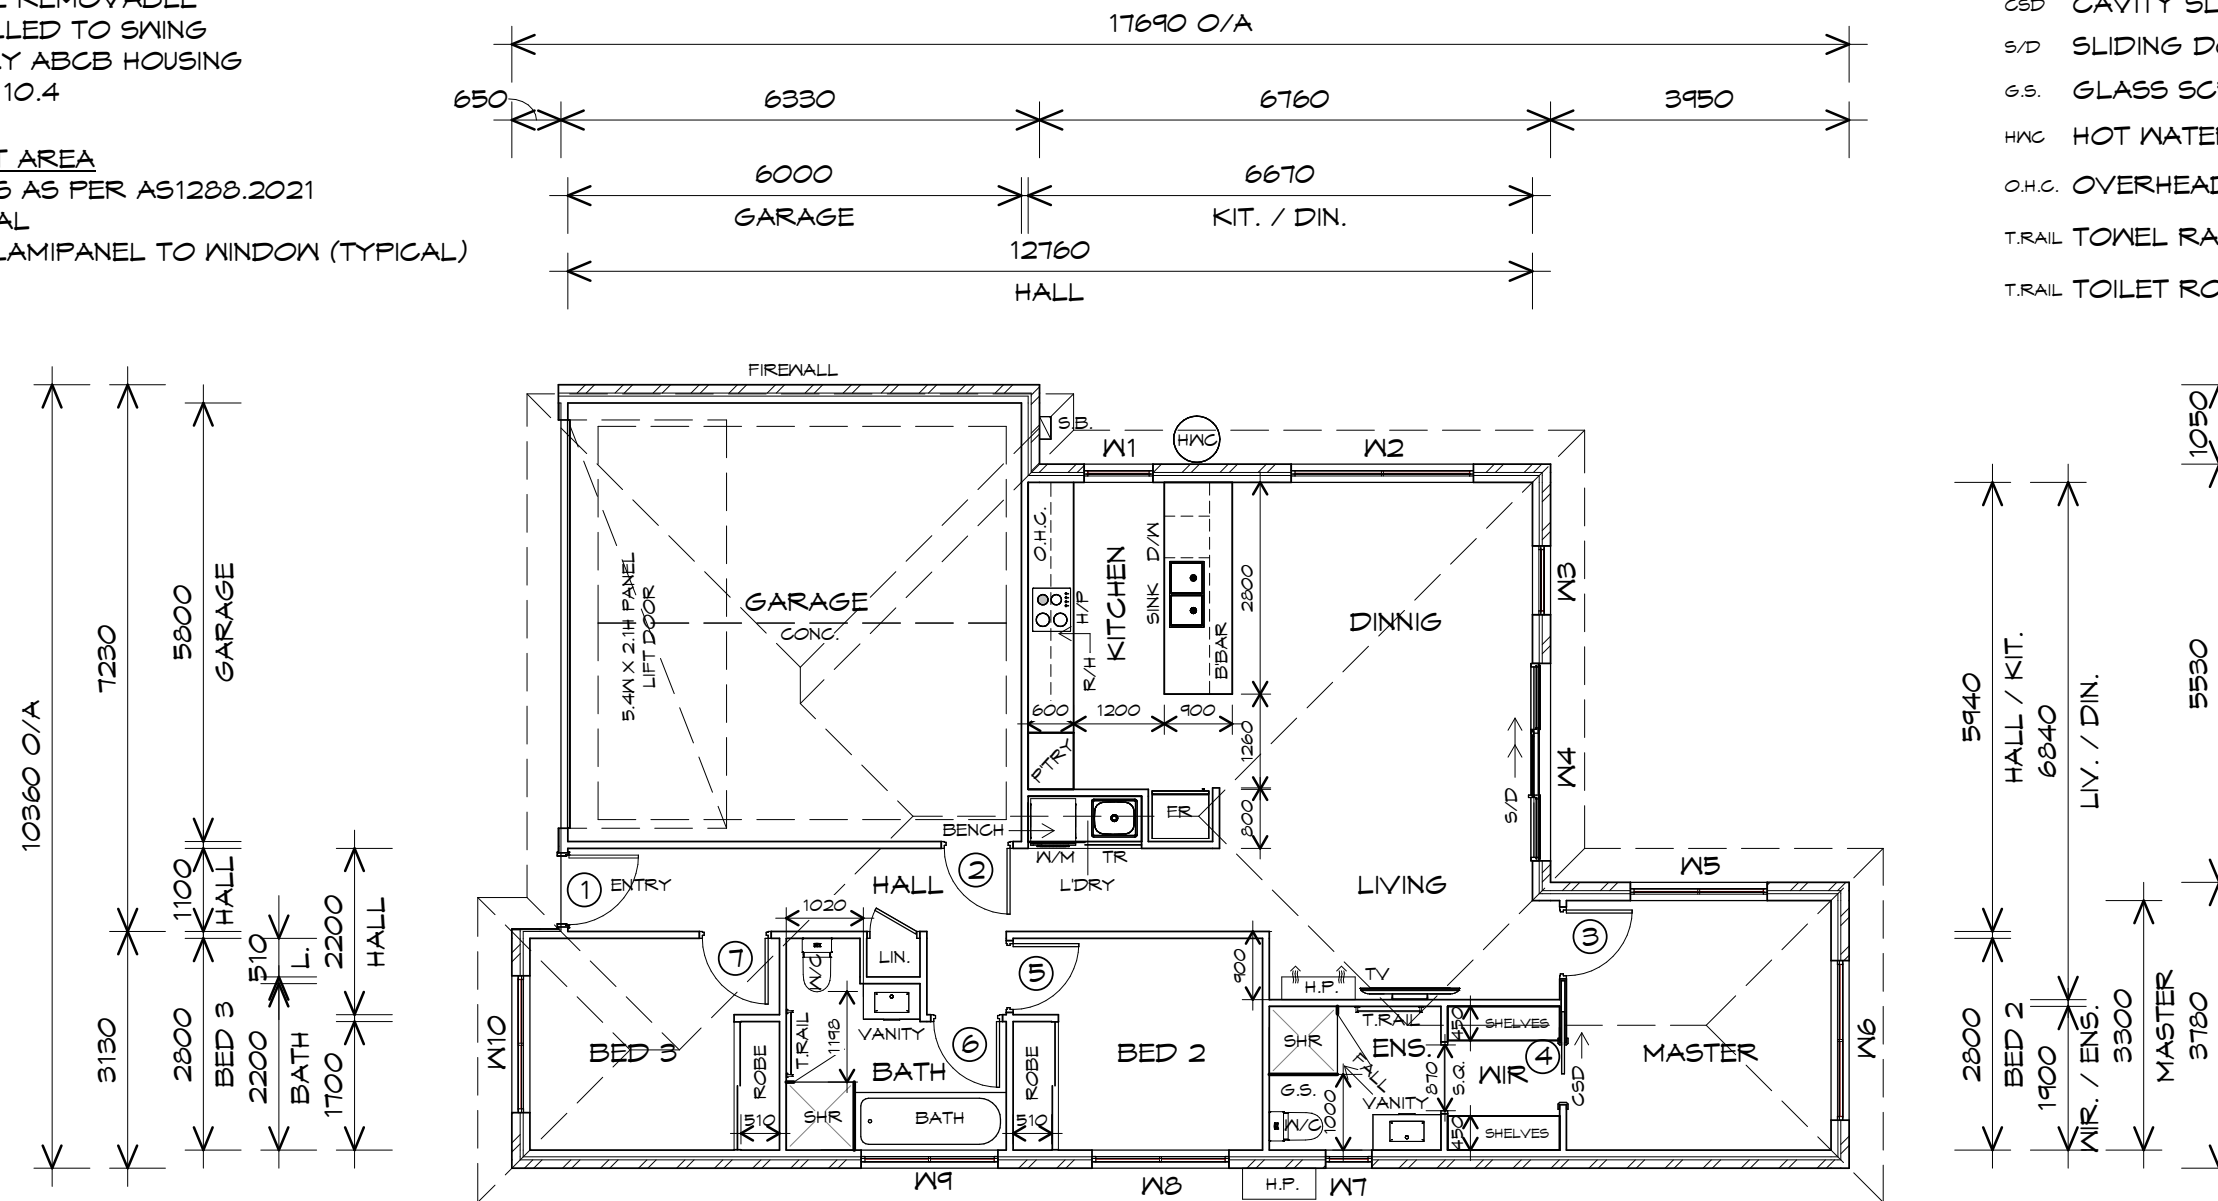 E REMOVABLE
LLED TO SWING
LY ABCB HOUSING
10.4
T AREA
S AS PER AS1288.2021
AL
LAMIPANEL TO WINDOW (TYPICAL)
17690 O/A
650
6330
6760
3950
6000
GARAGE
6670
KIT. / DIN.
12760
HALL
CSD CAVITY SL
S/D SLIDING D
G.S. GLASS SC
HWC HOT WATE
O.H.C. OVERHEAD
T.RAIL TOWEL RA
T.RAIL TOILET RO
10360 O/A
7230
3130
5800
GARAGE
1100
HALL
2800
BED 3
510
L.
2200
BATH
2200
HALL
1700
FIREWALL
S.B.
W1
HWC
W2
O.H.C.
KITCHEN
D/W
SINK
H/P
R/H
B'BAR
2800
DINNIG
W3
GARAGE
CONC.
5.4W X 2.1H PANEL
LIFT DOOR
600
1200
900
1260
P'TRY
FR
800
BENCH
W/M
TR
L'DRY
S/D
W4
1
ENTRY
HALL
2
LIVING
W5
1020
LIN.
7
W/C
5
900
H.P.
TV
3
W10
BED 3
ROBE
510
T.RAIL
1198
VANITY
6
BATH
SHR
BATH
ROBE
510
BED 2
SHR
T.RAIL
ENS.
FALL
G.S.
W/C
1000
VANITY
870
S.Q.
450
SHELVES
4
WIR
CSD
450
SHELVES
MASTER
W6
W9
W8
H.P.
W7
5940
HALL / KIT.
6840
LIV. / DIN.
2800
BED 2
1900
WIR. / ENS.
3300
MASTER
1050
5530
3780